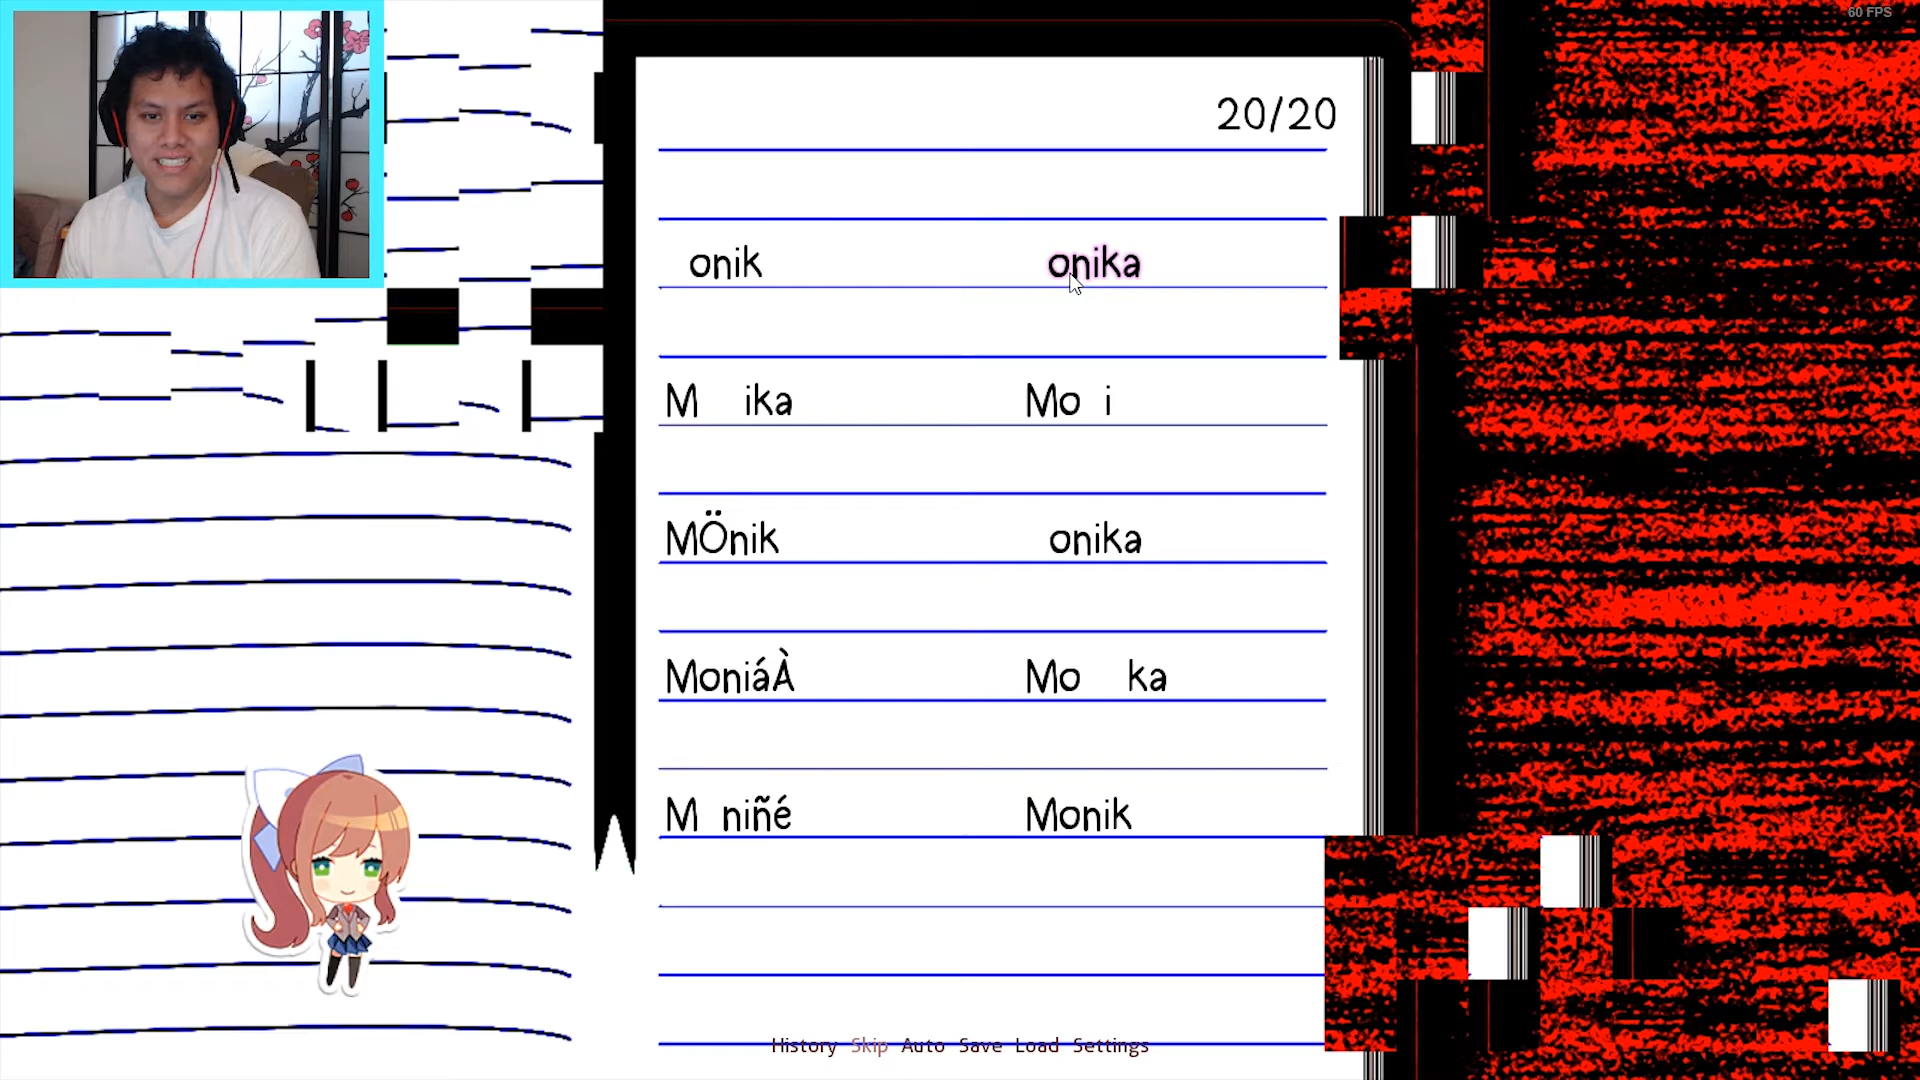 60 FPS
20/20
onik onika
M ika Mo i
MÖnik onika
MoniáÀ Mo ka
M niñé Monik
History Skip Auto Save Load Settings